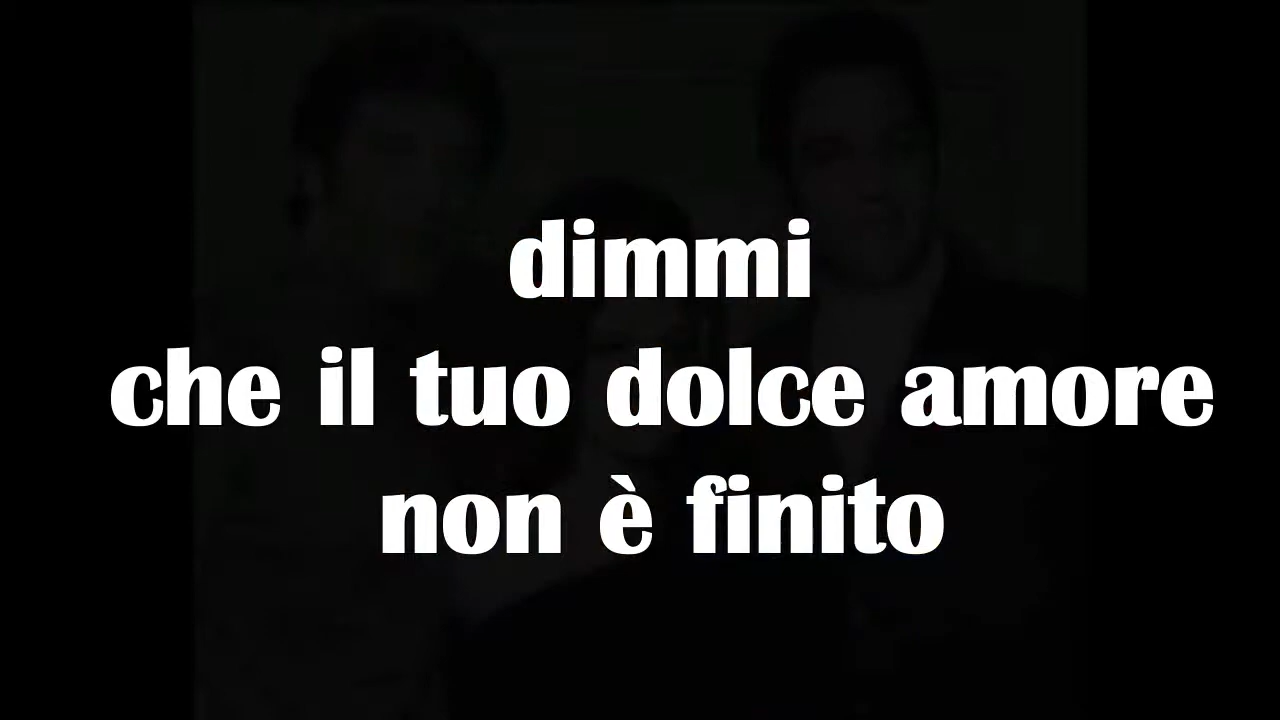 dimmi
che il tuo dolce amore
non è finito